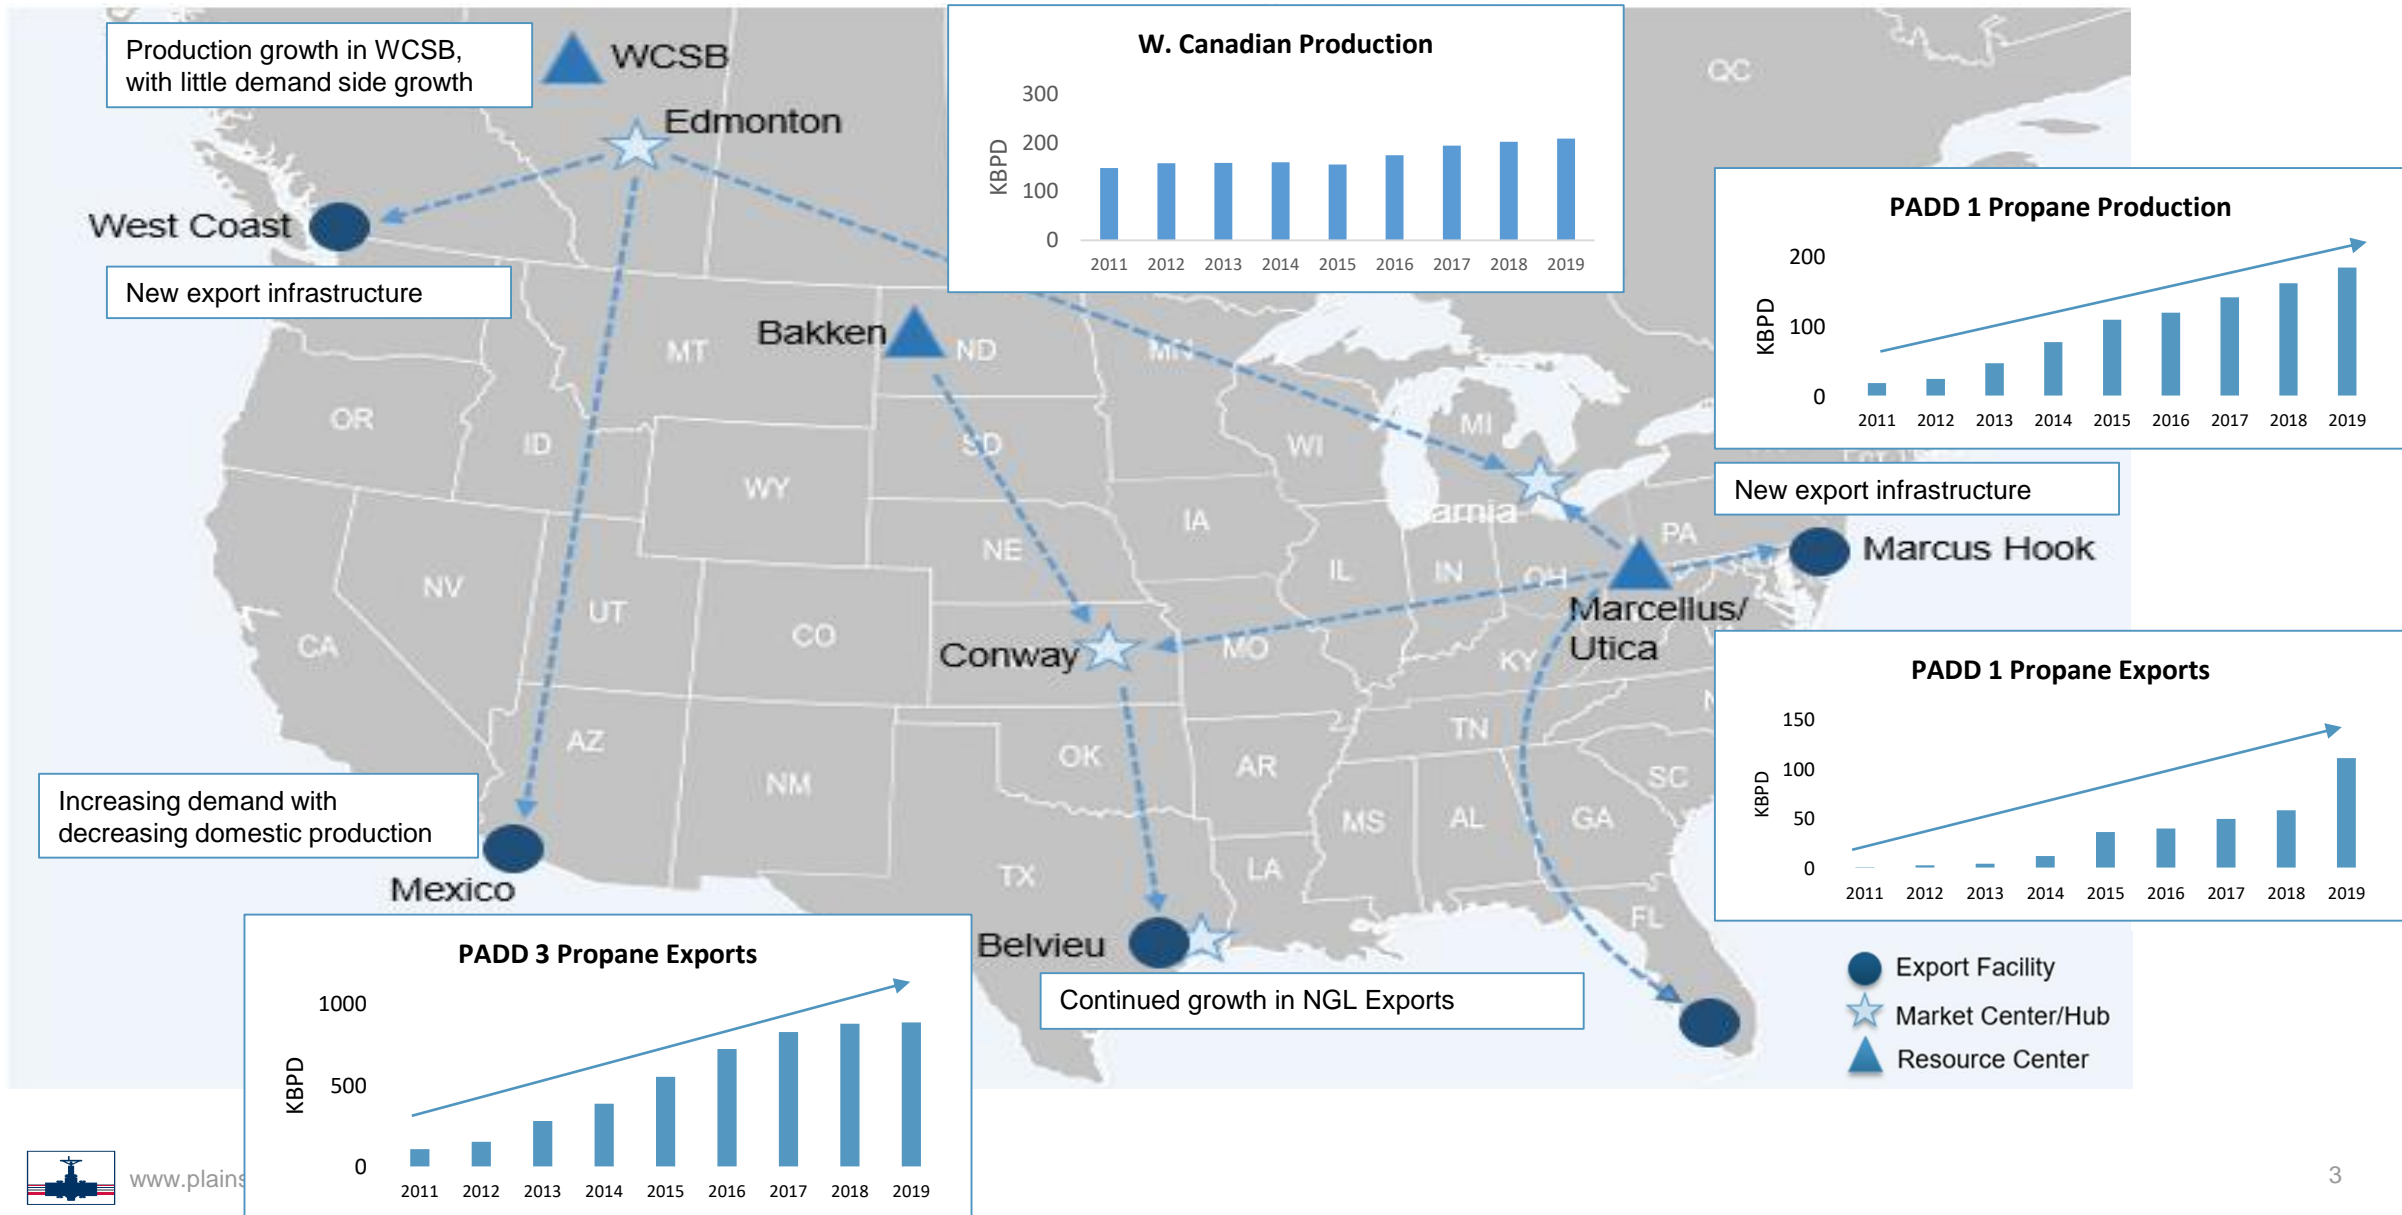 Production growth in WCSB,
with little demand side growth
WCSB
Edmonton
W. Canadian Production
300
200
100
0
KBPD
2011 2012 2013 2014 2015 2016 2017 2018 2019
QC
West Coast
New export infrastructure
PADD 1 Propane Production
200
100
0
KBPD
2011 2012 2013 2014 2015 2016 2017 2018 2019
Bakken
MT
ND
MN
OR
ID
SD
WI
MI
WY
IA
New export infrastructure
NE
PA
Marcus Hook
NV
UT
CO
IL
IN
OH
Marcellus/
Utica
CA
Conway
MO
KY
PADD 1 Propane Exports
150
100
50
0
KBPD
2011 2012 2013 2014 2015 2016 2017 2018 2019
AZ
NM
OK
AR
TN
SC
MS
AL
GA
Increasing demand with
decreasing domestic production
Mexico
TX
LA
FL
Belvieu
Continued growth in NGL Exports
PADD 3 Propane Exports
1000
500
0
KBPD
2011 2012 2013 2014 2015 2016 2017 2018 2019
Export Facility
Market Center/Hub
Resource Center
www.plains
3